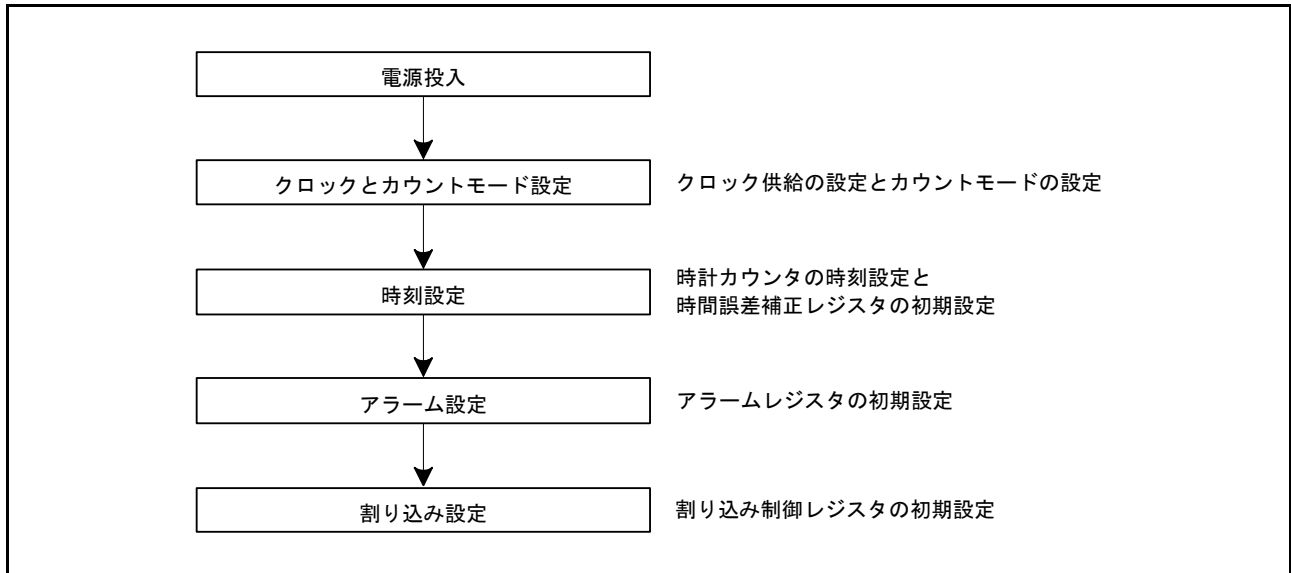 電源投入
クロックとカウントモード設定
クロック供給の設定とカウントモードの設定
時刻設定
時計カウンタの時刻設定と
時間誤差補正レジスタの初期設定
アラーム設定
アラームレジスタの初期設定
割り込み設定
割り込み制御レジスタの初期設定